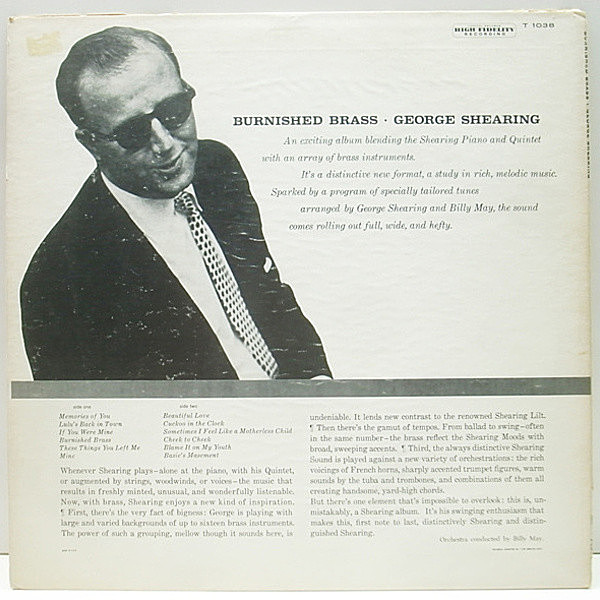 HIGH FIDELITY
RECORDING
T 1038
BURNISHED BRASS · GEORGE SHEARING
An exciting album blending the Shearing Piano and Quintet
with an array of brass instruments.
It's a distinctive new format, a study in rich, melodic music.
Sparked by a program of specially tailored tunes
arranged by George Shearing and Billy May, the sound
comes rolling out full, wide, and hefty.
side one
Memories of You
Lulu's Back in Town
If You Were Mine
Burnished Brass
These Things You Left Me
Mine
side two
Beautiful Love
Cuckoo in the Clock
Sometimes I Feel Like a Motherless Child
Cheek to Cheek
Blame It on My Youth
Basie's Masement
Whenever Shearing plays–alone at the piano, with his Quintet,
or augmented by strings, woodwinds, or voices–the music that
results is freshly minted, unusual, and wonderfully listenable.
Now, with brass, Shearing enjoys a new kind of inspiration.
¶ First, there's the very fact of bigness: George is playing with
large and varied backgrounds of up to sixteen brass instruments.
The power of such a grouping, mellow though it sounds here, is
undeniable. It lends new contrast to the renowned Shearing Lilt.
¶ Then there's the gamut of tempos. From ballad to swing–often
in the same number–the brass reflect the Shearing Moods with
broad, sweeping accents. ¶ Third, the always distinctive Shearing
Sound is played against a new variety of orchestrations: the rich
voicings of French horns, sharply accented trumpet figures, warm
sounds by the tuba and trombones, and combinations of them all
creating handsome, yard-high chords.
But there's one element that's impossible to overlook: this is, un-
mistakably, a Shearing album. It's his swinging enthusiasm that
makes this, first note to last, distinctively Shearing and distin-
guished Shearing.
Orchestra conducted by Billy May.